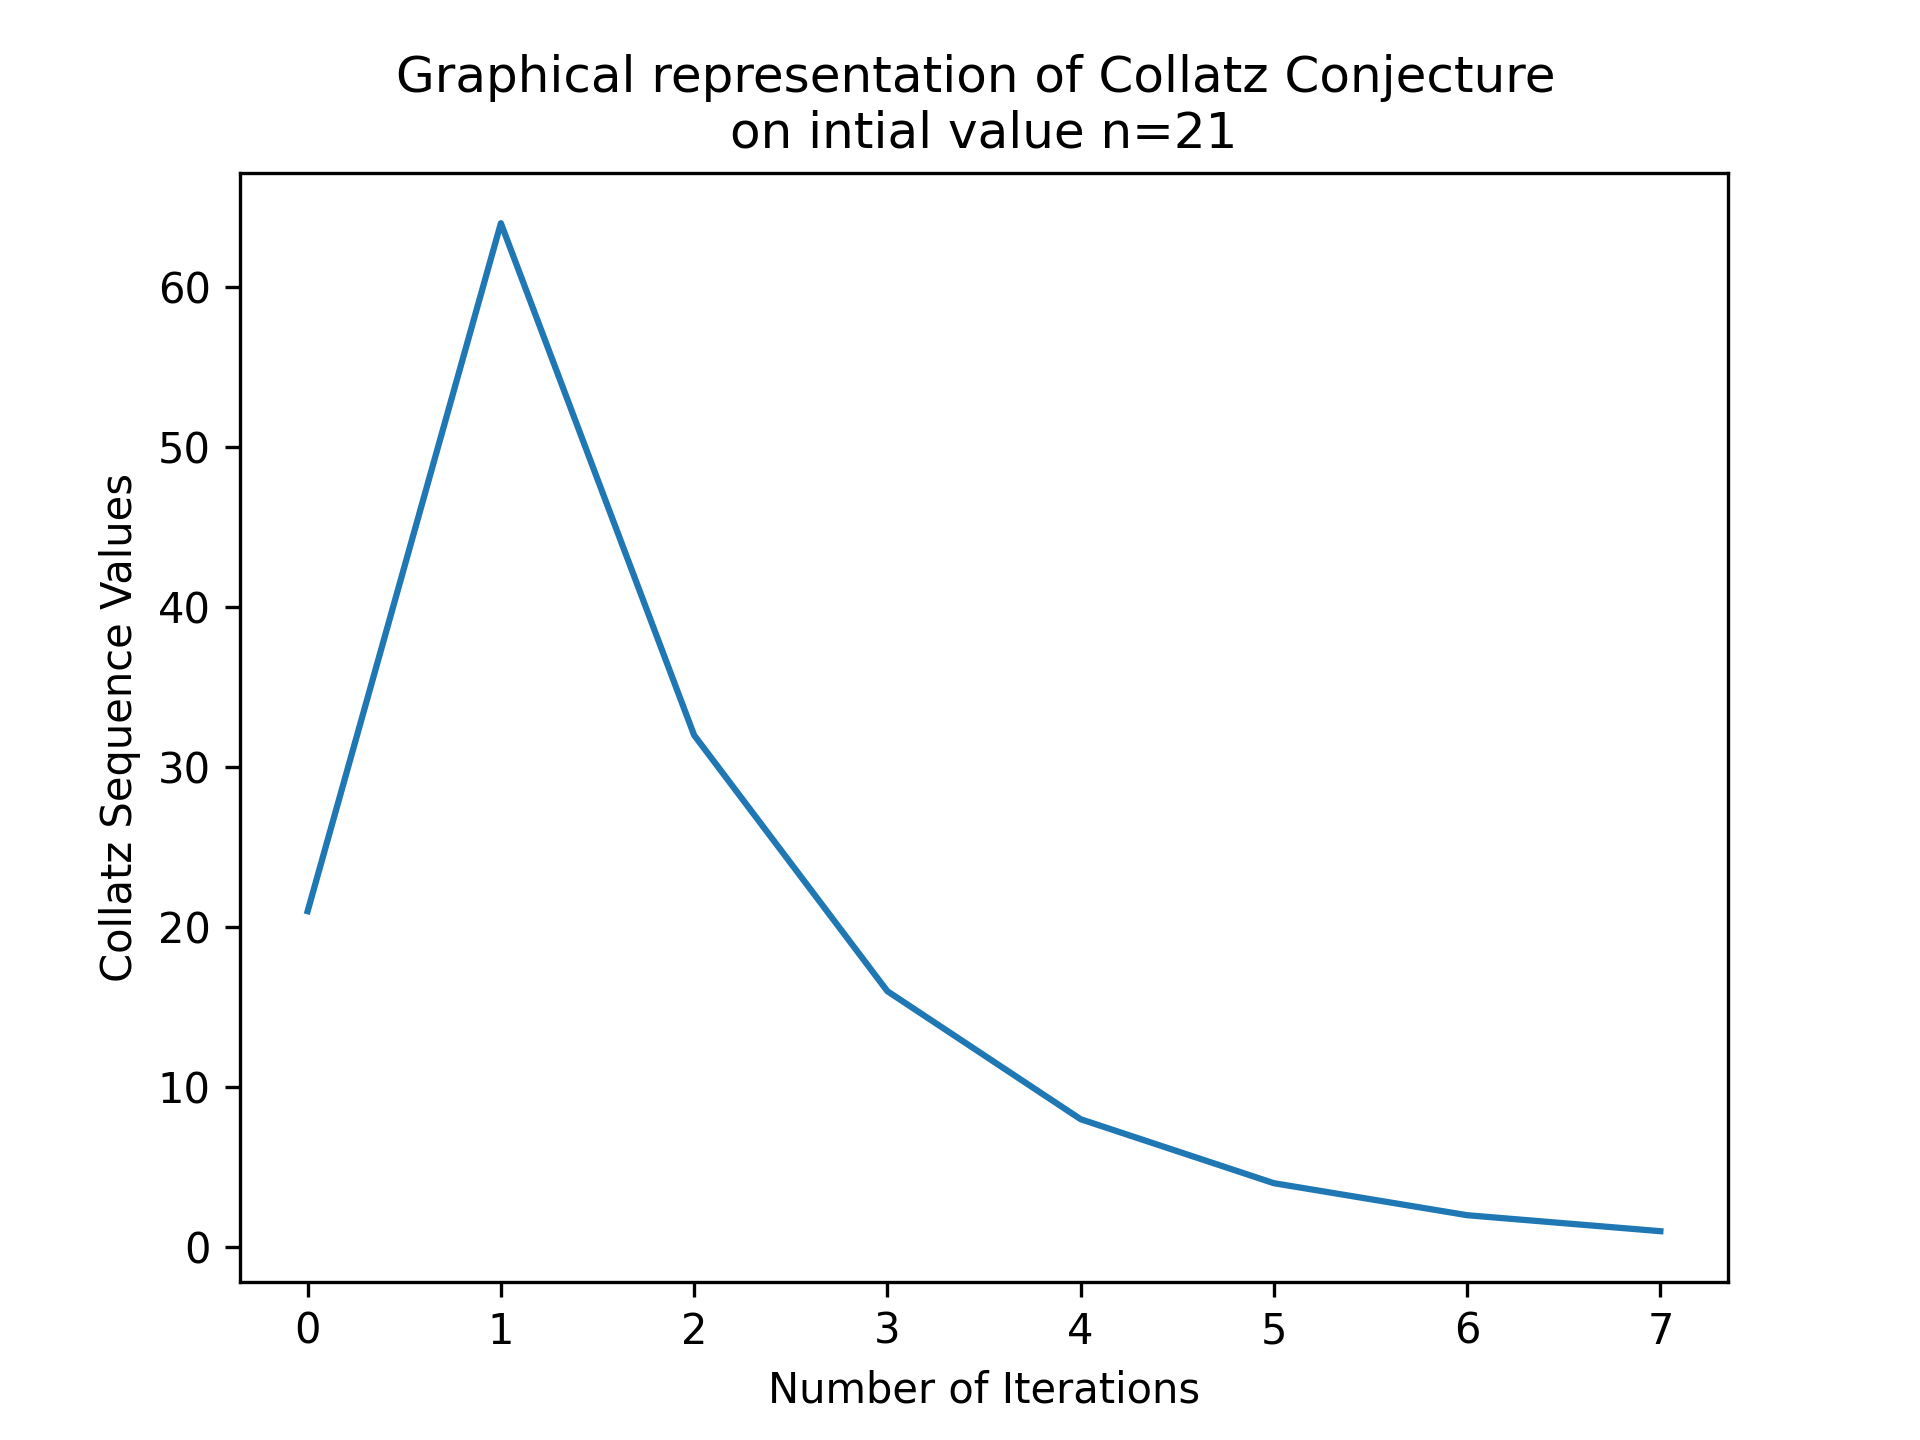 Graphical representation of Collatz Conjecture
on intial value n=21
60
50
40
30
20
10
0
Collatz Sequence Values
0 1 2 3 4 5 6 7
Number of Iterations